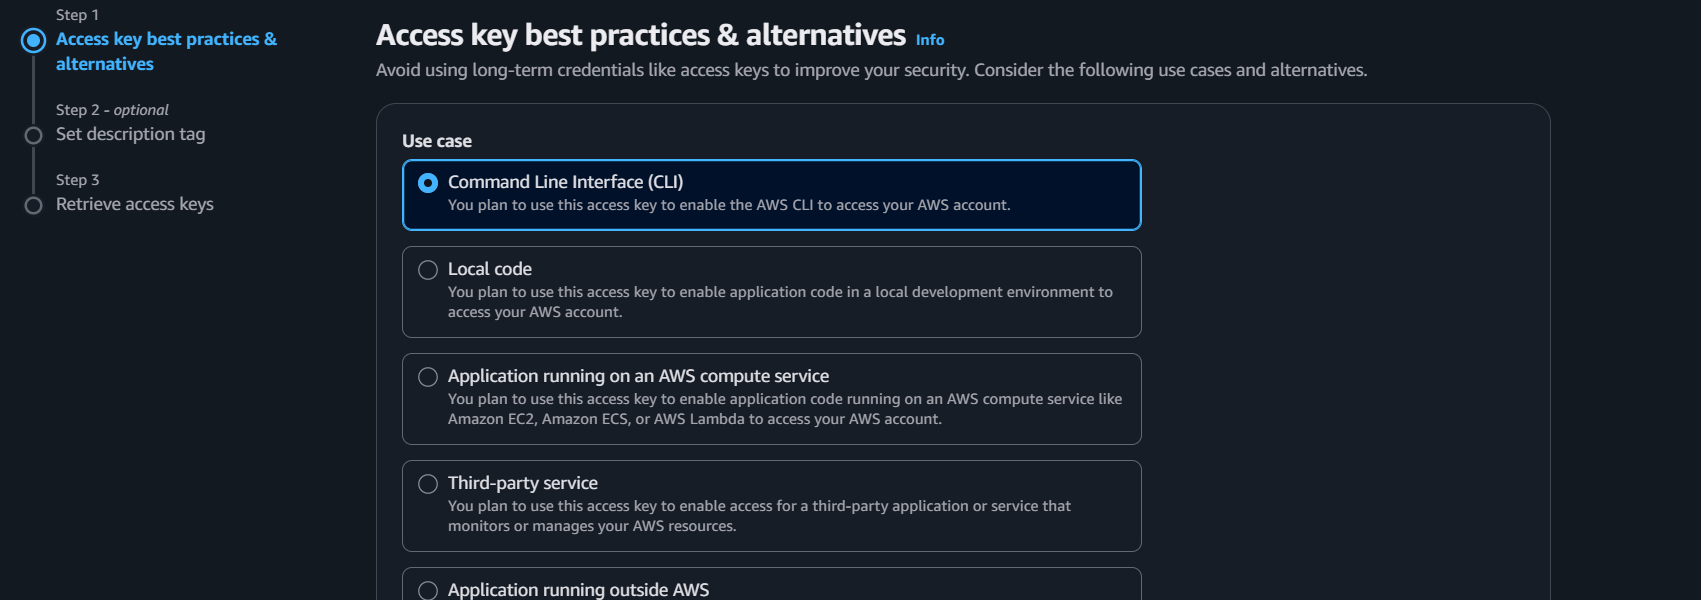 Step 1
Access key best practices &
alternatives
Step 2 - optional
Set description tag
Step 3
Retrieve access keys
Access key best practices & alternatives Info
Avoid using long-term credentials like access keys to improve your security. Consider the following use cases and alternatives.
Use case
Command Line Interface (CLI)
You plan to use this access key to enable the AWS CLI to access your AWS account.
Local code
You plan to use this access key to enable application code in a local development environment to
access your AWS account.
Application running on an AWS compute service
You plan to use this access key to enable application code running on an AWS compute service like
Amazon EC2, Amazon ECS, or AWS Lambda to access your AWS account.
Third-party service
You plan to use this access key to enable access for a third-party application or service that
monitors or manages your AWS resources.
Application running outside AWS